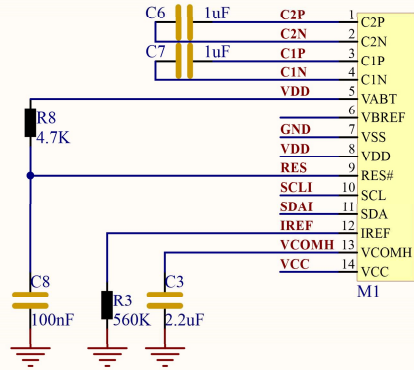 C6 1uF C2P 1 C2P
C2N 2 C2N
C7 1uF C1P 3 C1P
C1N 4 C1N
VDD 5 VABT
6 VBREF
R8 GND 7 VSS
4.7K VDD 8 VDD
RES 9 RES#
SCLI 10 SCL
SDAI 11 SDA
IREF 12 IREF
VCOMH 13 VCOMH
VCC 14 VCC
C8 R3 C3 M1
100nF 560K 2.2uF